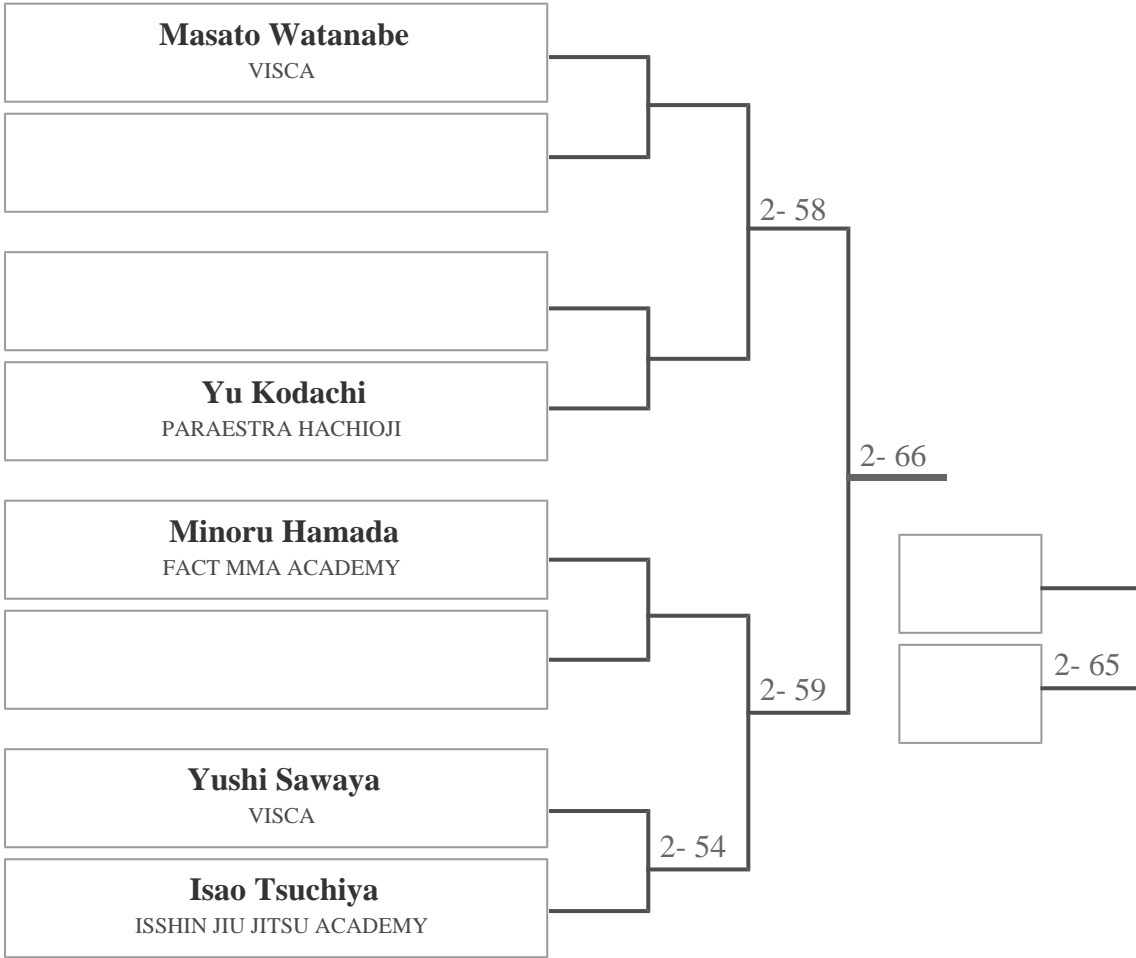 Masato Watanabe
VISCA
2- 58
Yu Kodachi
PARAESTRA HACHIOJI
2- 66
Minoru Hamada
FACT MMA ACADEMY
2- 65
2- 59
Yushi Sawaya
VISCA
2- 54
Isao Tsuchiya
ISSHIN JIU JITSU ACADEMY